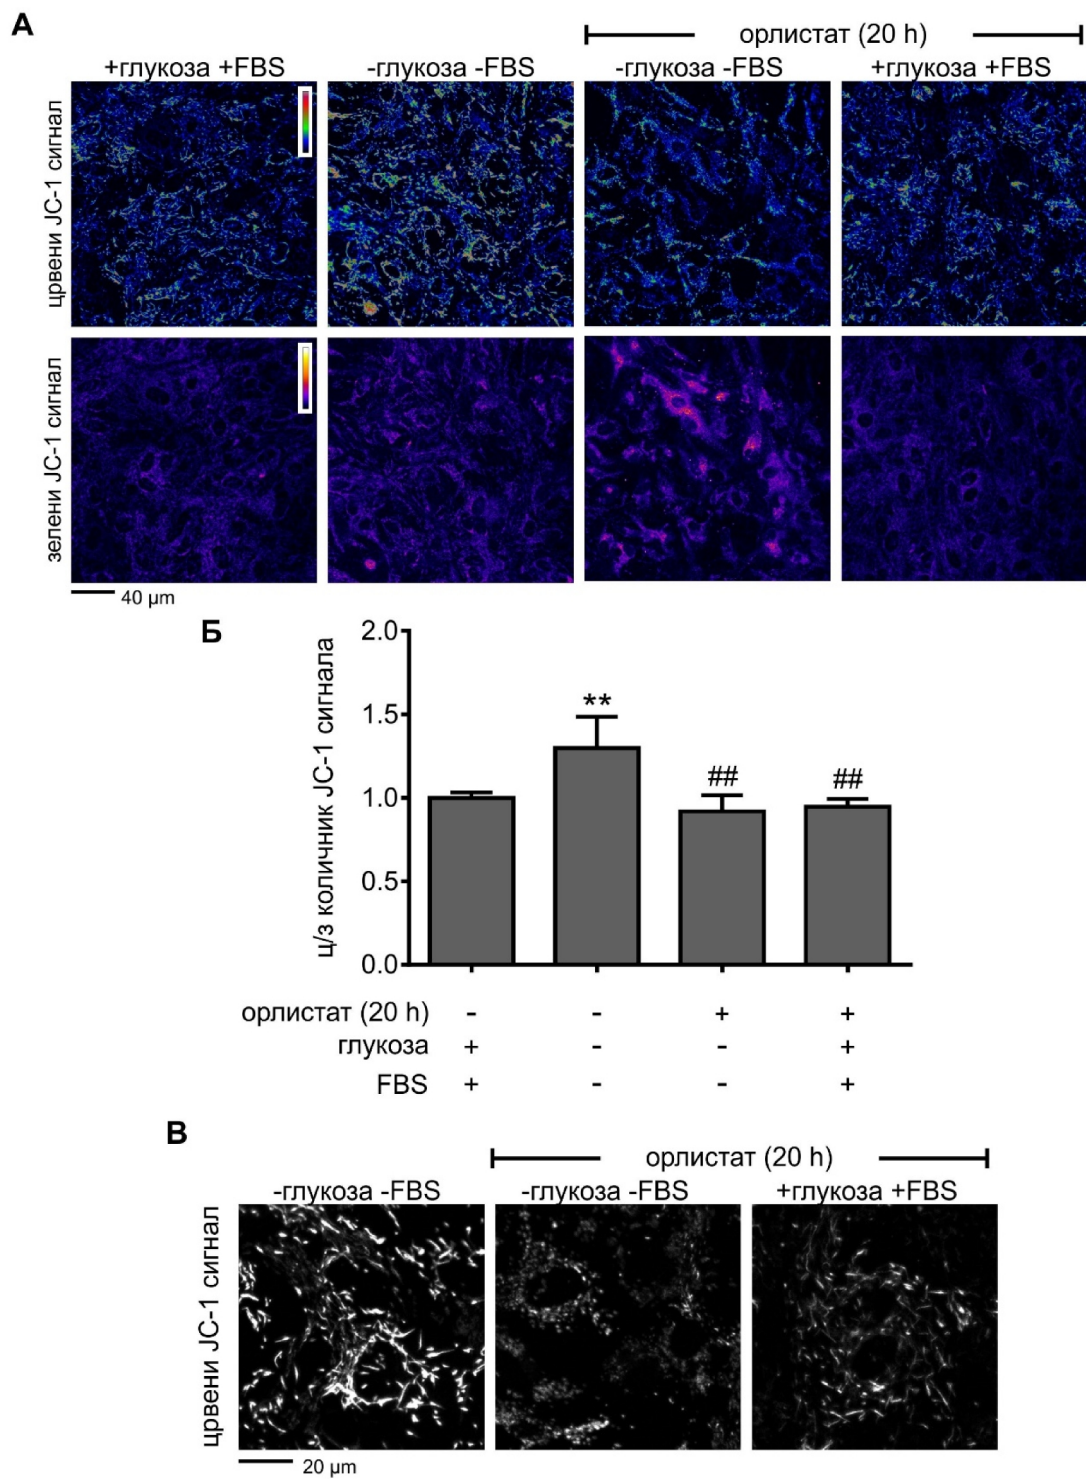 А
орлистат (20 h)
+глукоза +FBS
-глукоза -FBS
-глукоза -FBS
+глукоза +FBS
црвени JC-1 сигнал
зелени JC-1 сигнал
40 µm
Б
ц/з количник JC-1 сигнала
2.0
1.5
1.0
0.5
0.0
**
##
##
орлистат (20 h) - - + +
глукоза + - - +
FBS + - - +
В
орлистат (20 h)
-глукоза -FBS
-глукоза -FBS
+глукоза +FBS
црвени JC-1 сигнал
20 µm